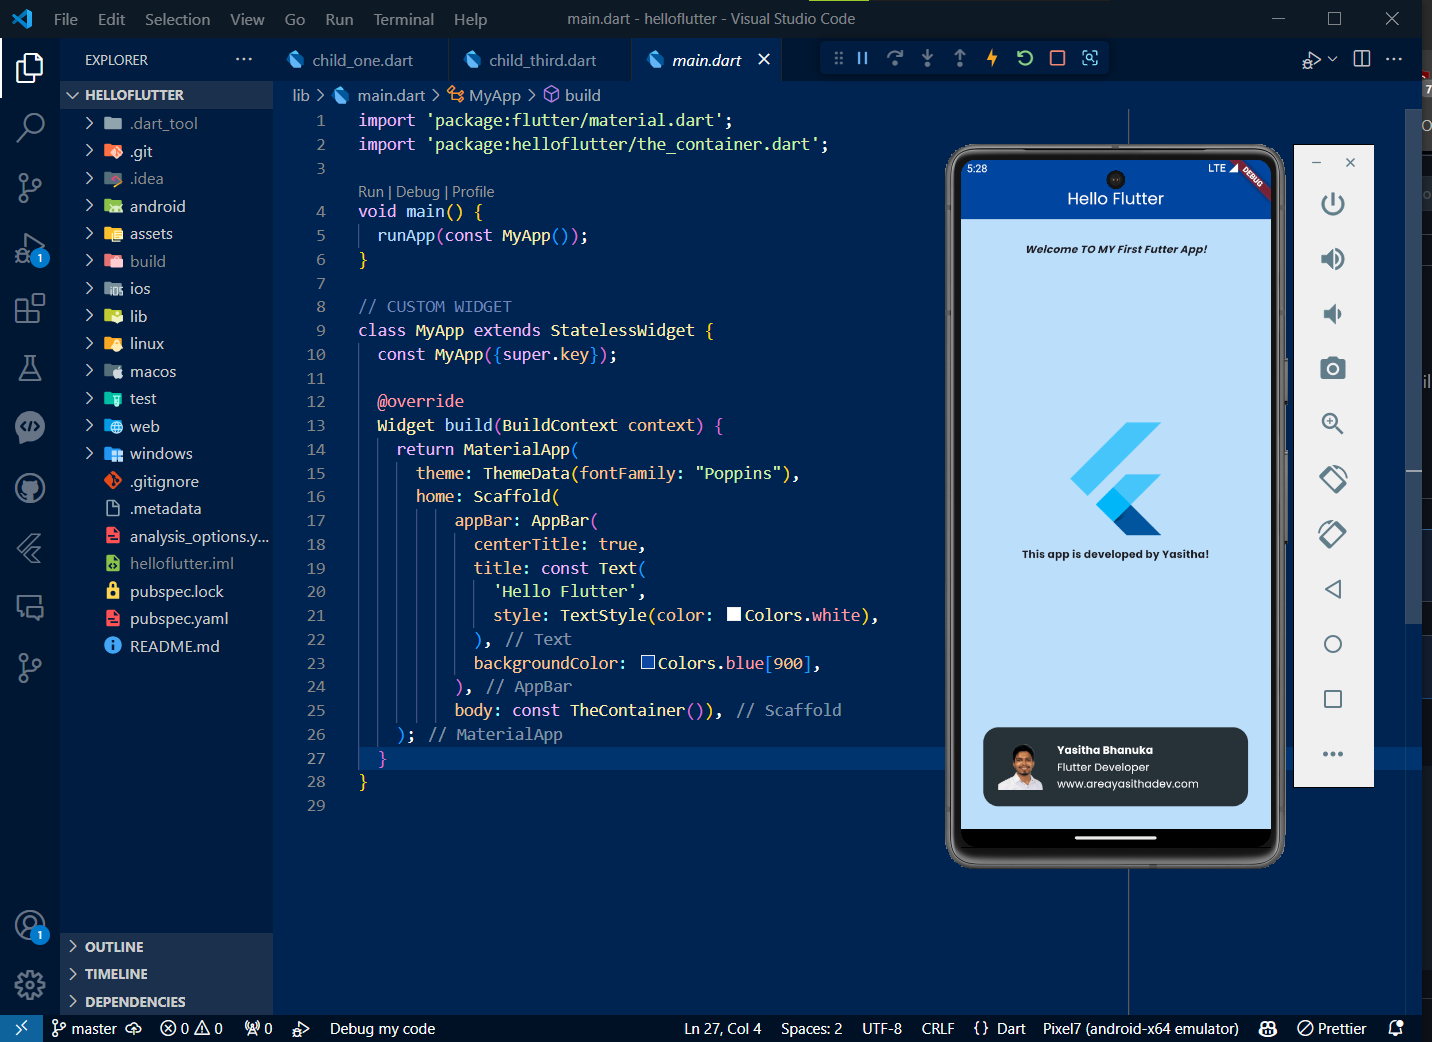 File Edit Selection View Go Run Terminal Help
main.dart - helloflutter - Visual Studio Code
EXPLORER
child_one.dart
child_third.dart
main.dart
HELLOFLUTTER
.dart_tool
.git
.idea
android
assets
build
ios
lib
linux
macos
test
web
windows
.gitignore
.metadata
analysis_options.y...
helloflutter.iml
pubspec.lock
pubspec.yaml
README.md
OUTLINE
TIMELINE
DEPENDENCIES
1
1
lib > main.dart > MyApp > build
1 import 'package:flutter/material.dart';
2 import 'package:helloflutter/the_container.dart';
3
Run | Debug | Profile
4 void main() {
5 runApp(const MyApp());
6 }
7
8 // CUSTOM WIDGET
9 class MyApp extends StatelessWidget {
10 const MyApp({super.key});
11
12 @override
13 Widget build(BuildContext context) {
14 return MaterialApp(
15 theme: ThemeData(fontFamily: "Poppins"),
16 home: Scaffold(
17 appBar: AppBar(
18 centerTitle: true,
19 title: const Text(
20 'Hello Flutter',
21 style: TextStyle(color: Colors.white),
22 ), // Text
23 backgroundColor: Colors.blue[900],
24 ), // AppBar
25 body: const TheContainer()), // Scaffold
26 ); // MaterialApp
27 }
28 }
29
5:28
LTE
DEBUG
Hello Flutter
Welcome TO MY First Futter App!
This app is developed by Yasitha!
Yasitha Bhanuka
Flutter Developer
www.areayasithadev.com
master
0 0
0
Debug my code
Ln 27, Col 4 Spaces: 2 UTF-8 CRLF {} Dart Pixel7 (android-x64 emulator) Prettier